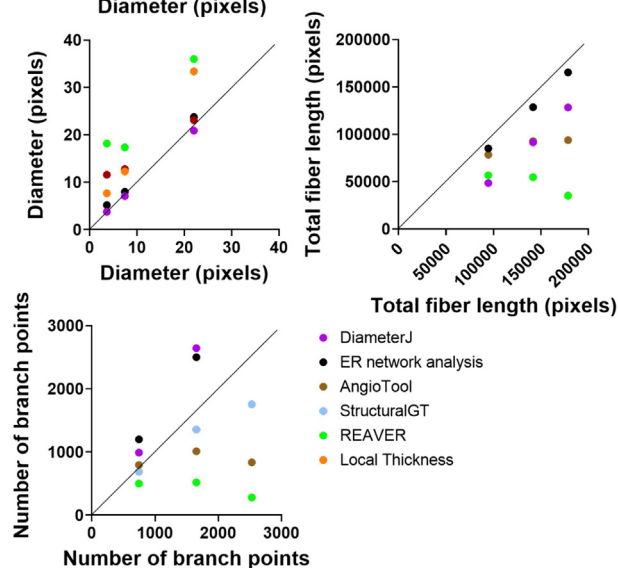 Diameter (pixels)
Diameter (pixels)
40
30
20
10
0
0 10 20 30 40
Diameter (pixels)
Total fiber length (pixels)
200000
150000
100000
50000
0
0 50000 100000 150000 200000
Total fiber length (pixels)
Number of branch points
3000
2000
1000
0
0 1000 2000 3000
Number of branch points
DiameterJ
ER network analysis
AngioTool
StructuralGT
REAVER
Local Thickness